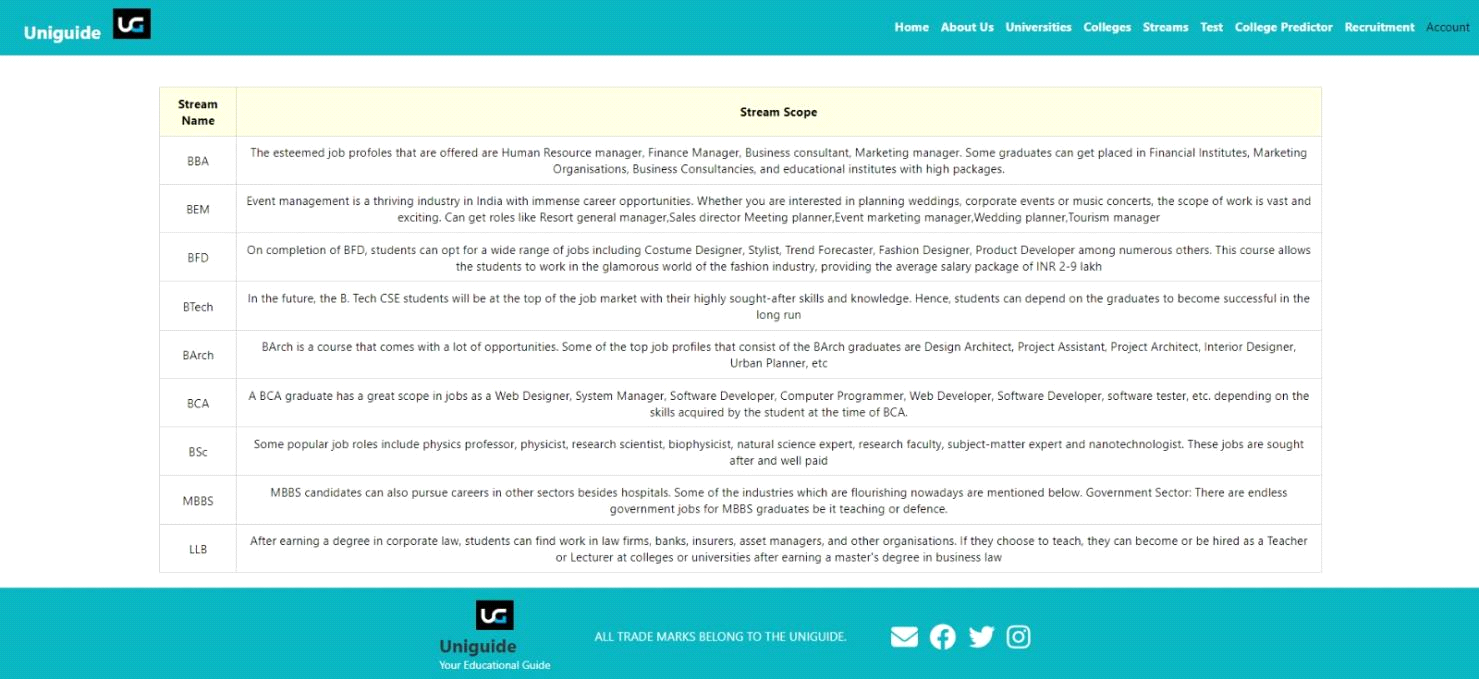 Uniguide UG
Home About Us Universities Colleges Streams Test College Predictor Recruitment Account
Stream
Name
Stream Scope
BBA
The esteemed job profoles that are offered are Human Resource manager, Finance Manager, Business consultant, Marketing manager. Some graduates can get placed in Financial Institutes, Marketing
Organisations, Business Consultancies, and educational institutes with high packages.
BEM
Event management is a thriving industry in India with immense career opportunities. Whether you are interested in planning weddings, corporate events or music concerts, the scope of work is vast and
exciting. Can get roles like Resort general manager,Sales director Meeting planner,Event marketing manager,Wedding planner,Tourism manager
BFD
On completion of BFD, students can opt for a wide range of jobs including Costume Designer, Stylist, Trend Forecaster, Fashion Designer, Product Developer among numerous others. This course allows
the students to work in the glamorous world of the fashion industry, providing the average salary package of INR 2-9 lakh
BTech
In the future, the B. Tech CSE students will be at the top of the job market with their highly sought-after skills and knowledge. Hence, students can depend on the graduates to become successful in the
long run
BArch
BArch is a course that comes with a lot of opportunities. Some of the top job profiles that consist of the BArch graduates are Design Architect, Project Assistant, Project Architect, Interior Designer,
Urban Planner, etc
BCA
A BCA graduate has a great scope in jobs as a Web Designer, System Manager, Software Developer, Computer Programmer, Web Developer, Software Developer, software tester, etc. depending on the
skills acquired by the student at the time of BCA.
BSc
Some popular job roles include physics professor, physicist, research scientist, biophysicist, natural science expert, research faculty, subject-matter expert and nanotechnologist. These jobs are sought
after and well paid
MBBS
MBBS candidates can also pursue careers in other sectors besides hospitals. Some of the industries which are flourishing nowadays are mentioned below. Government Sector: There are endless
government jobs for MBBS graduates be it teaching or defence.
LLB
After earning a degree in corporate law, students can find work in law firms, banks, insurers, asset managers, and other organisations. If they choose to teach, they can become or be hired as a Teacher
or Lecturer at colleges or universities after earning a master's degree in business law
UG
Uniguide
Your Educational Guide
ALL TRADE MARKS BELONG TO THE UNIGUIDE.